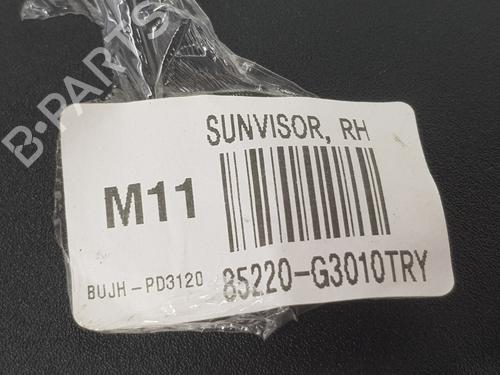 B-PARTS
SUNVISOR, RH
M11
BUJH-PD3120
85220-G3010TRY